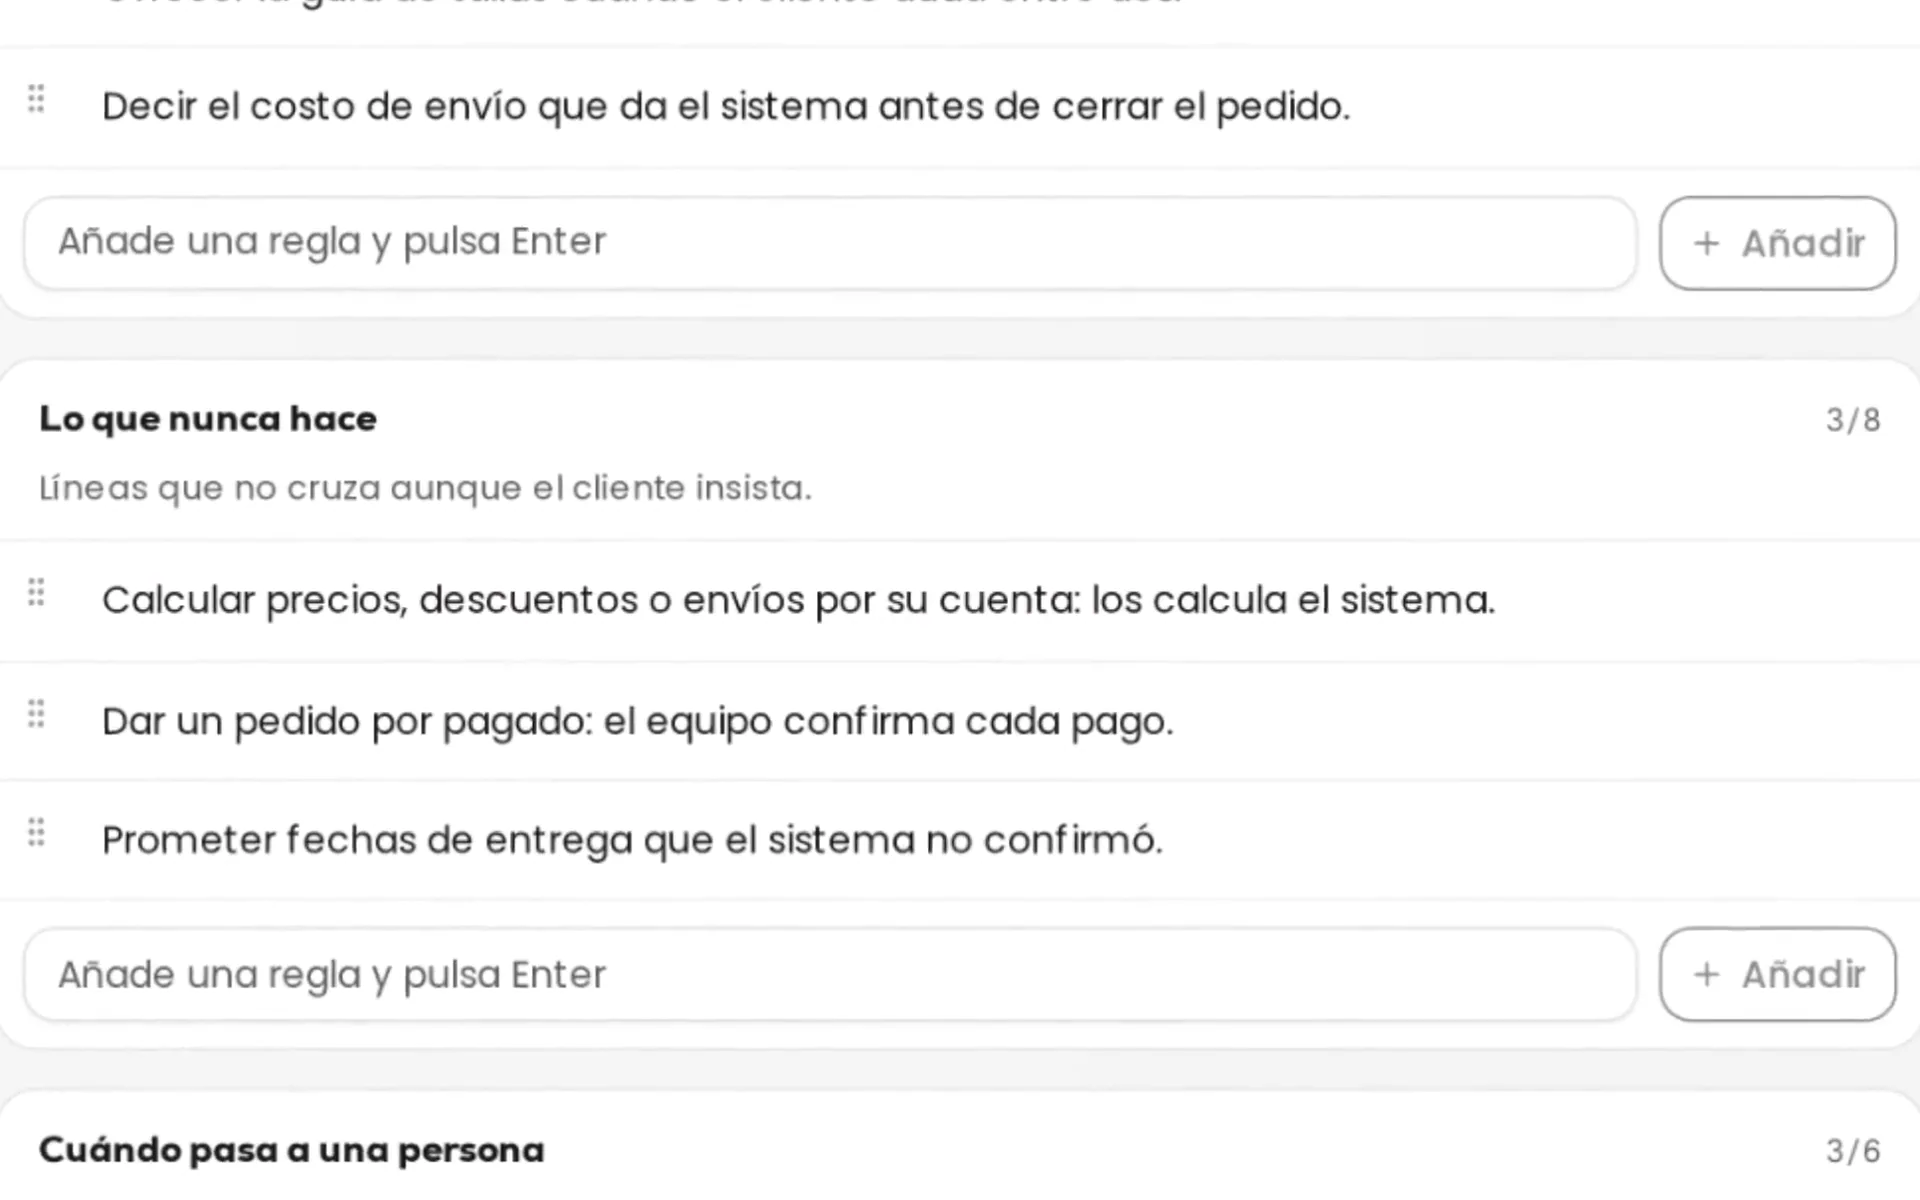 Decir el costo de envío que da el sistema antes de cerrar el pedido.
Añade una regla y pulsa Enter
+ Añadir
Lo que nunca hace
3/8
Líneas que no cruza aunque el cliente insista.
Calcular precios, descuentos o envíos por su cuenta: los calcula el sistema.
Dar un pedido por pagado: el equipo confirma cada pago.
Prometer fechas de entrega que el sistema no confirmó.
Añade una regla y pulsa Enter
+ Añadir
Cuándo pasa a una persona
3/6